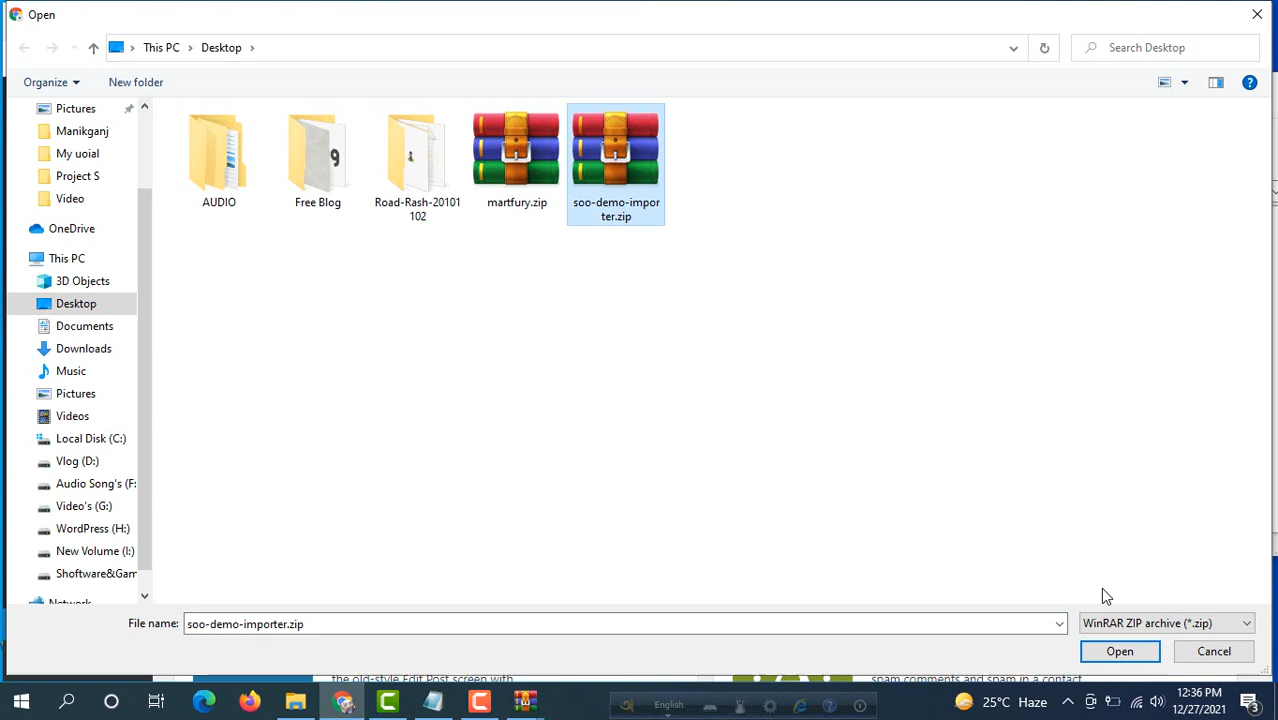 Open
This PC
Desktop
Search Desktop
Organize
New folder
Pictures
Manikganj
My uoial
Project S
Video
OneDrive
This PC
3D Objects
Desktop
Documents
Downloads
Music
Pictures
Videos
Local Disk (C:)
Vlog (D:)
Audio Song's (F:
Video's (G:)
WordPress (H:)
New Volume (I:)
Shoftware&Gam
Network
AUDIO
9
Free Blog
Road-Rash-20101
102
martfury.zip
soo-demo-impor
ter.zip
File name:
soo-demo-importer.zip
WinRAR ZIP archive (*.zip)
Open
Cancel
the old-style Edit Post screen with
spam comments and spam in a contact
English
25°C Haze
12:36 PM
12/27/2021
3